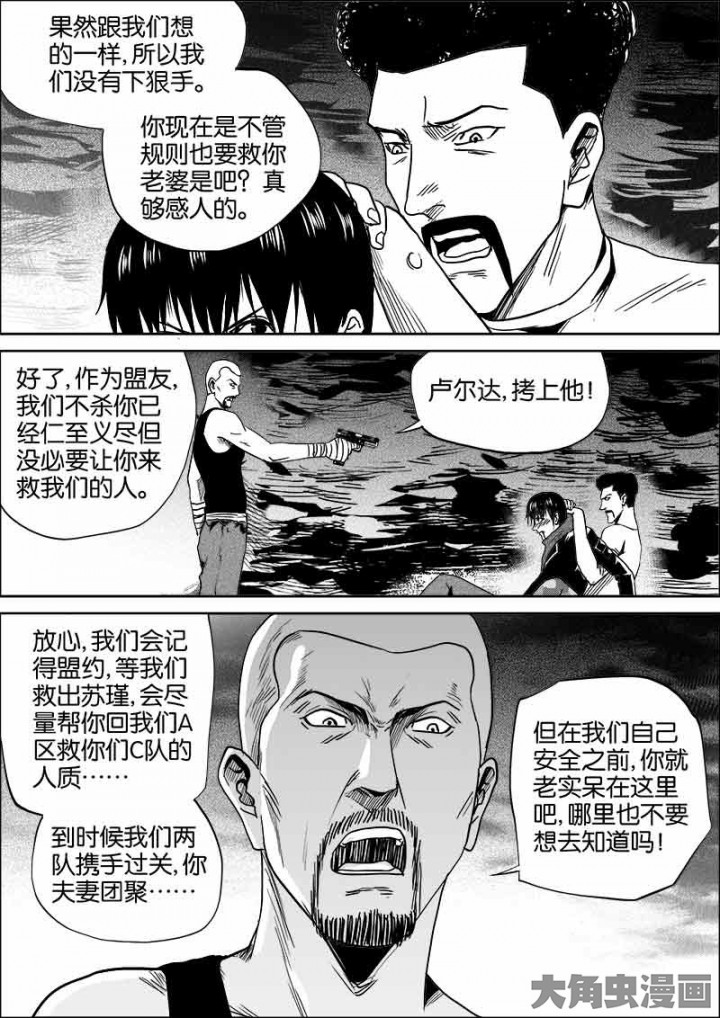 果然跟我们想
的一样,所以我
们没有下狠手。
你现在是不管
规则也要救你
老婆是吧？真
够感人的。
好了,作为盟友,
我们不杀你已
经仁至义尽但
没必要让你来
救我们的人。
卢尔达,拷上他！
放心,我们会记
得盟约,等我们
救出苏瑾,会尽
量帮你回我们A
区救你们C队的
人质……
到时候我们两
队携手过关,你
夫妻团聚……
但在我们自己
安全之前,你就
老实呆在这里
吧,哪里也不要
想去知道吗！
大角虫漫画